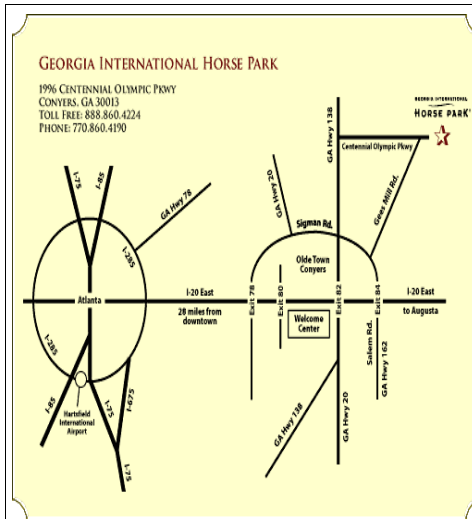 GEORGIA INTERNATIONAL HORSE PARK
1996 CENTENNIAL OLYMPIC PKWY
CONYERS, GA 30013
TOLL FREE: 888.860.4224
PHONE: 770.860.4190
GEORGIA INTERNATIONAL
HORSE PARK
Centennial Olympic Pkwy
GA Hwy 138
Gees Mill Rd.
GA Hwy 20
Sigman Rd.
I-75
I-85
GA Hwy 78
I-285
Olde Town
Conyers
Atlanta
I-20 East
28 miles from
downtown
Exit 78
Exit 80
Welcome
Center
Exit 82
Exit 84
I-20 East
to Augusta
I-285
I-85
Hartsfield
International
Airport
I-75
I-675
I-75
GA Hwy 138
GA Hwy 20
Salem Rd.
GA Hwy 162